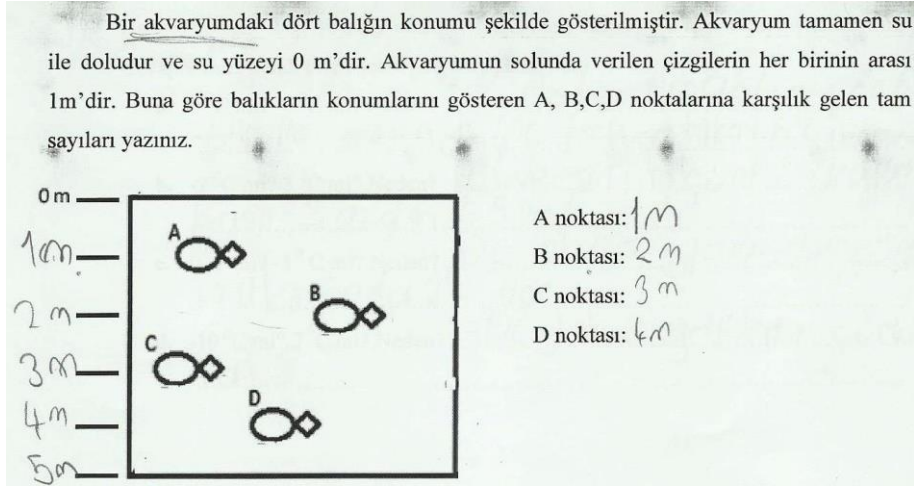 Bir akvaryumdaki dört balığın konumu şekilde gösterilmiştir. Akvaryum tamamen su
ile doludur ve su yüzeyi 0 m’dir. Akvaryumun solunda verilen çizgilerin her birinin arası
1m’dir. Buna göre balıkların konumlarını gösteren A, B,C,D noktalarına karşılık gelen tam
sayıları yazınız.
0 m
1m
2 m
3m
4m
5m
A
B
C
D
A noktası: 1m
B noktası: 2 m
C noktası: 3 m
D noktası: 4m